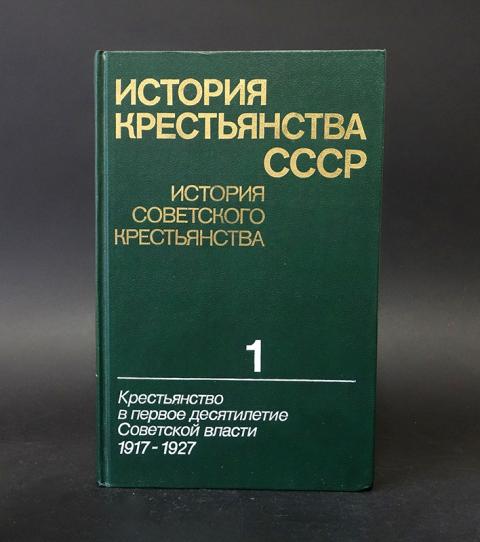 ИСТОРИЯ
КРЕСТЬЯНСТВА
СССР
ИСТОРИЯ
СОВЕТСКОГО
КРЕСТЬЯНСТВА
1
Крестьянство
в первое десятилетие
Советской власти
1917-1927